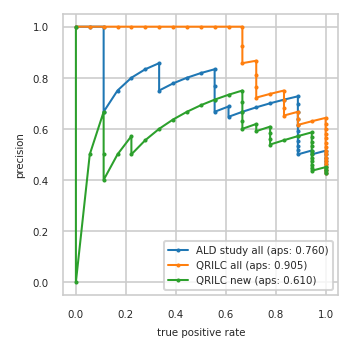 1.0
0.8
0.6
0.4
0.2
0.0
precision
ALD study all (aps: 0.760)
QRILC all (aps: 0.905)
QRILC new (aps: 0.610)
0.0 0.2 0.4 0.6 0.8 1.0
true positive rate